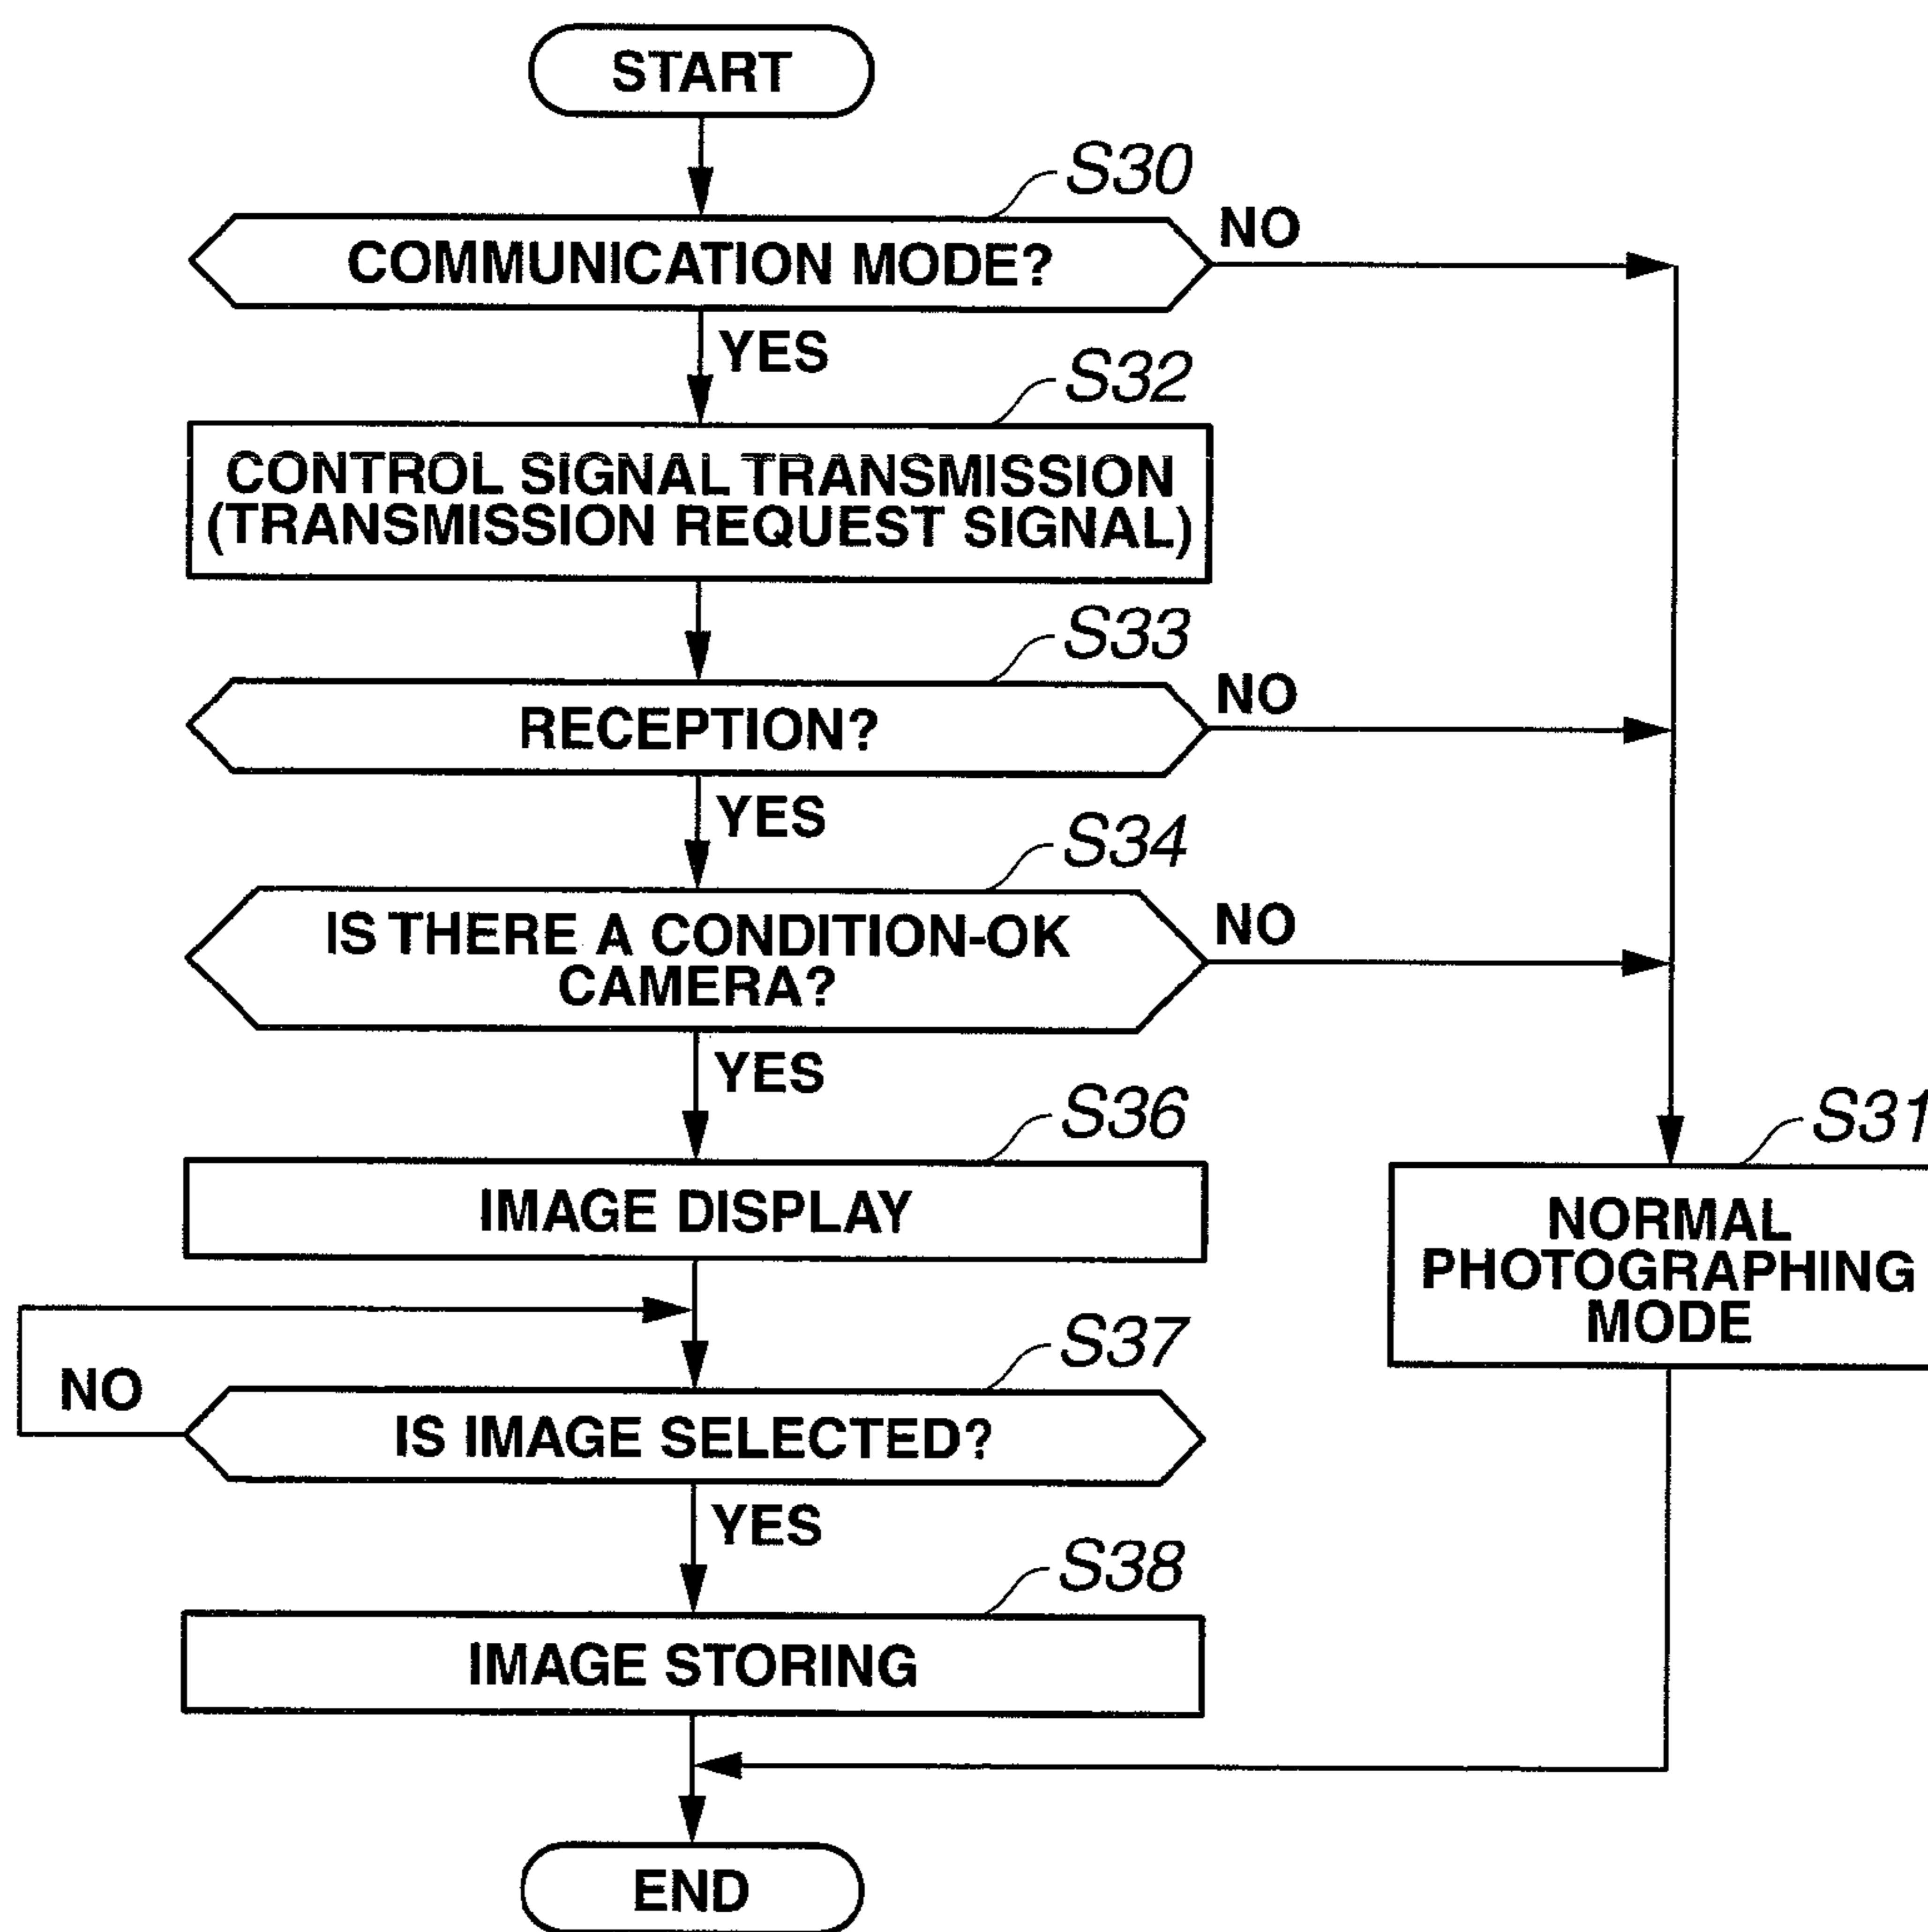 START
S30
COMMUNICATION MODE?
NO
YES
S32
CONTROL SIGNAL TRANSMISSION
(TRANSMISSION REQUEST SIGNAL)
S33
RECEPTION?
NO
YES
S34
IS THERE A CONDITION-OK
CAMERA?
NO
YES
S36
IMAGE DISPLAY
S31
NORMAL
PHOTOGRAPHING
MODE
S37
IS IMAGE SELECTED?
NO
YES
S38
IMAGE STORING
END